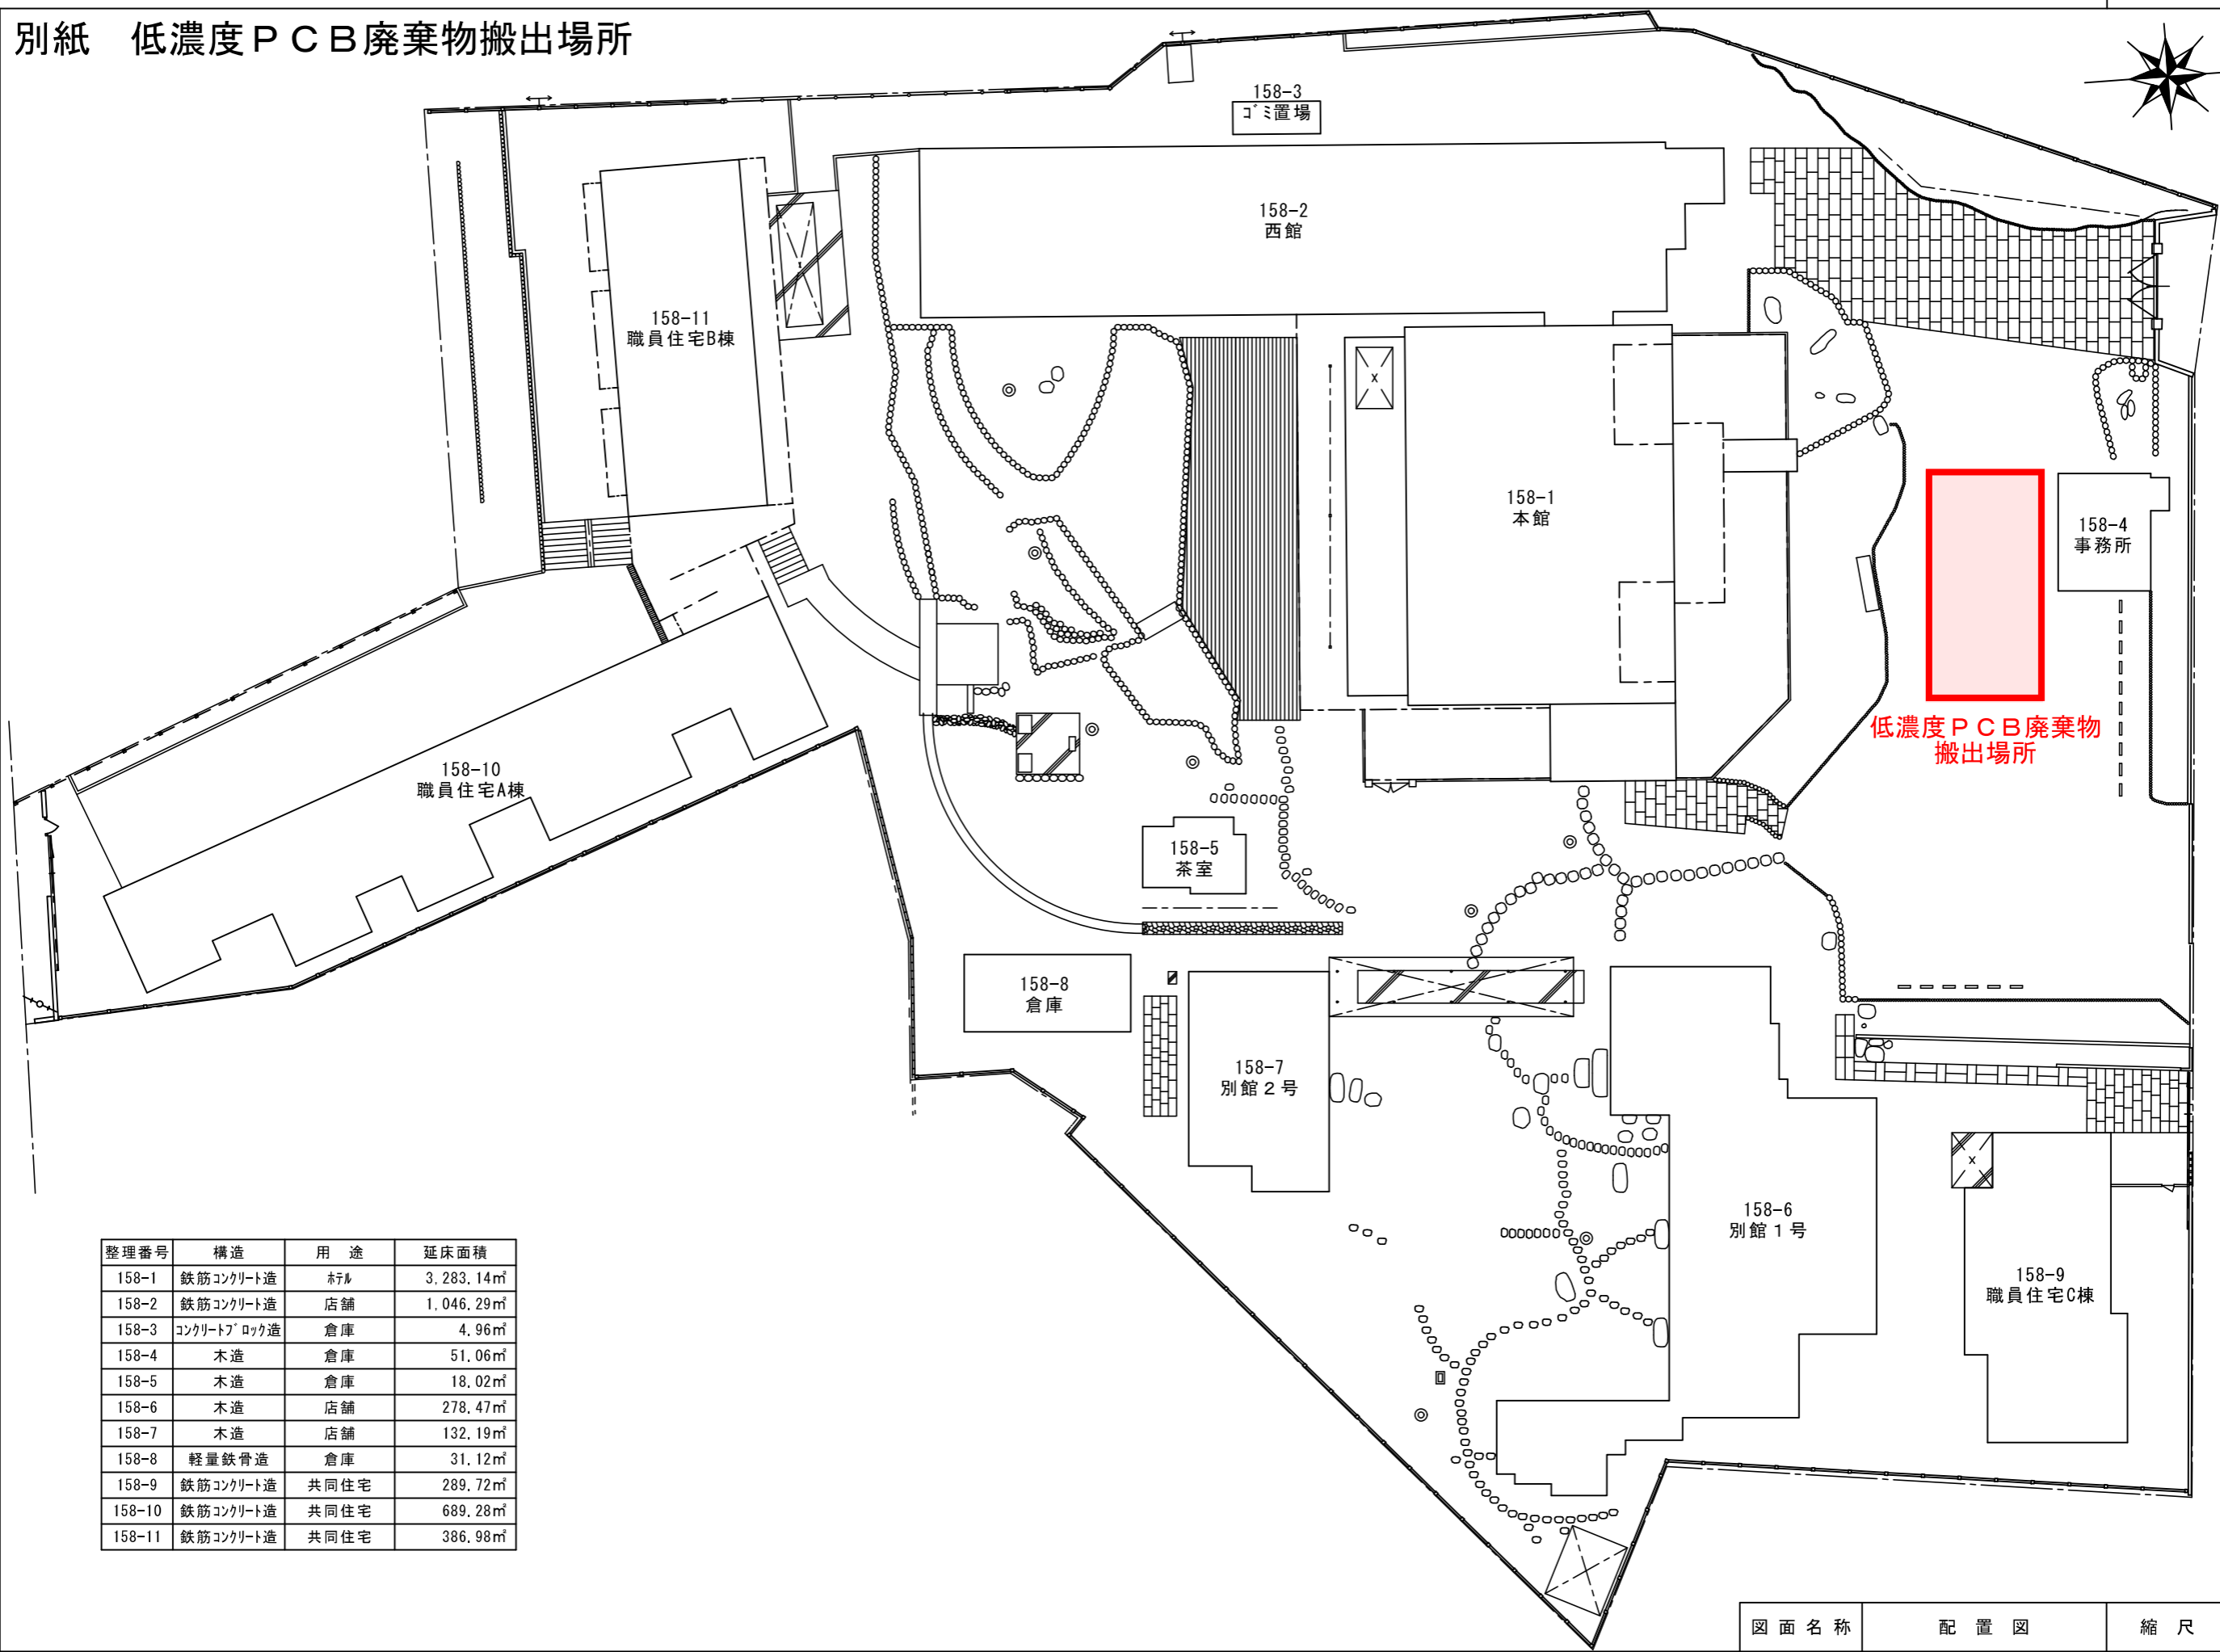 別紙　低濃度ＰＣＢ廃棄物搬出場所
158-3
ｺﾞﾐ置場
158-2
西館
158-11
職員住宅B棟
X
158-1
本館
158-4
事務所
低濃度ＰＣＢ廃棄物
搬出場所
158-10
職員住宅A棟
158-5
茶室
158-8
倉庫
158-7
別館２号
158-6
別館１号
X
158-9
職員住宅C棟
整理番号 構造 用　途 延床面積
158-1 鉄筋ｺﾝｸﾘｰﾄ造 ﾎﾃﾙ 3,283.14㎡
158-2 鉄筋ｺﾝｸﾘｰﾄ造 店舗 1,046.29㎡
158-3 ｺﾝｸﾘｰﾄﾌﾞﾛｯｸ造 倉庫 4.96㎡
158-4 木造 倉庫 51.06㎡
158-5 木造 倉庫 18.02㎡
158-6 木造 店舗 278.47㎡
158-7 木造 店舗 132.19㎡
158-8 軽量鉄骨造 倉庫 31.12㎡
158-9 鉄筋ｺﾝｸﾘｰﾄ造 共同住宅 289.72㎡
158-10 鉄筋ｺﾝｸﾘｰﾄ造 共同住宅 689.28㎡
158-11 鉄筋ｺﾝｸﾘｰﾄ造 共同住宅 386.98㎡
図面名称 配置図 縮尺